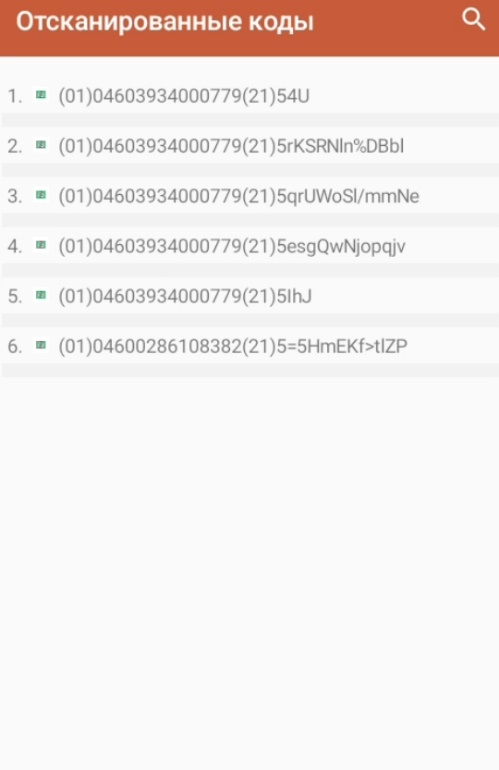 Отсканированные коды
1. (01)04603934000779(21)54U
2. (01)04603934000779(21)5rKSRNln%DBbl
3. (01)04603934000779(21)5qrUWoSl/mmNe
4. (01)04603934000779(21)5esgQwNjopqjv
5. (01)04603934000779(21)5IhJ
6. (01)04600286108382(21)5=5HmEKf>tlZP